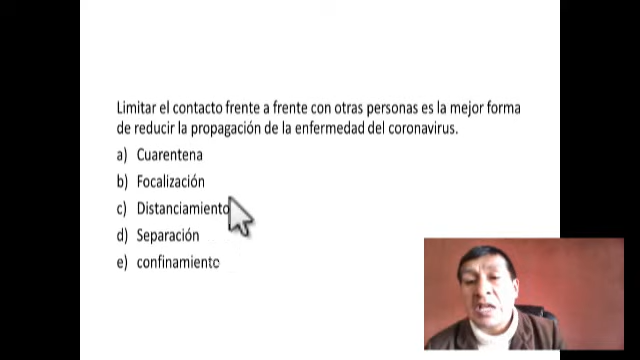 Limitar el contacto frente a frente con otras personas es la mejor forma
de reducir la propagación de la enfermedad del coronavirus.
a) Cuarentena
b) Focalización
c) Distanciamiento
d) Separación
e) confinamiento